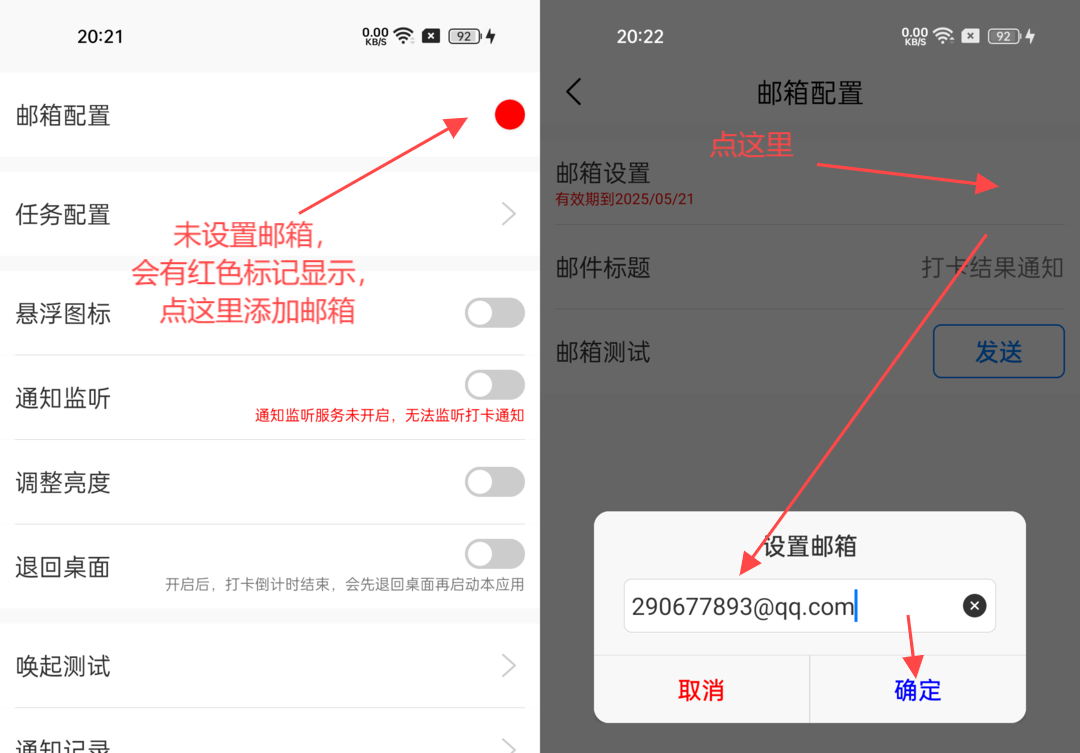 20:21
0.00
KB/S
92
邮箱配置
任务配置
未设置邮箱，
会有红色标记显示，
点这里添加邮箱
悬浮图标
通知监听
通知监听服务未开启，无法监听打卡通知
调整亮度
退回桌面
开启后，打卡倒计时结束，会先退回桌面再启动本应用
唤起测试
通知记录
20:22
0.00
KB/S
92
邮箱配置
点这里
邮箱设置
有效期到2025/05/21
邮件标题
打卡结果通知
邮箱测试
发送
设置邮箱
290677893@qq.com
取消
确定